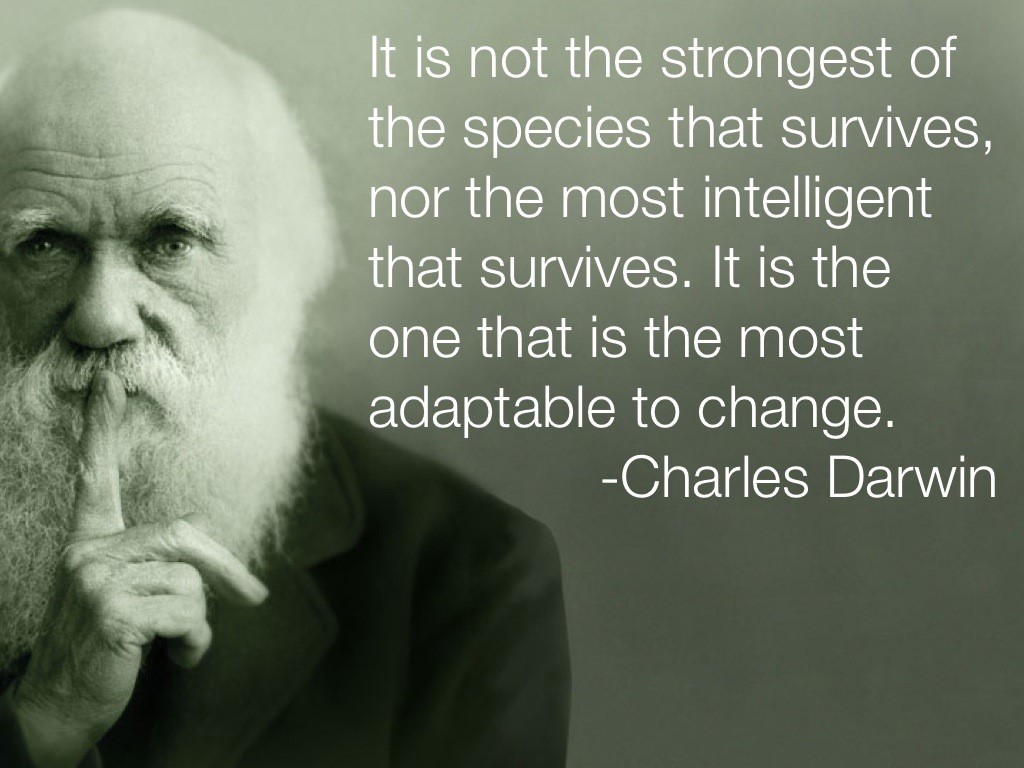 It is not the strongest of
the species that survives,
nor the most intelligent
that survives. It is the
one that is the most
adaptable to change.
-Charles Darwin